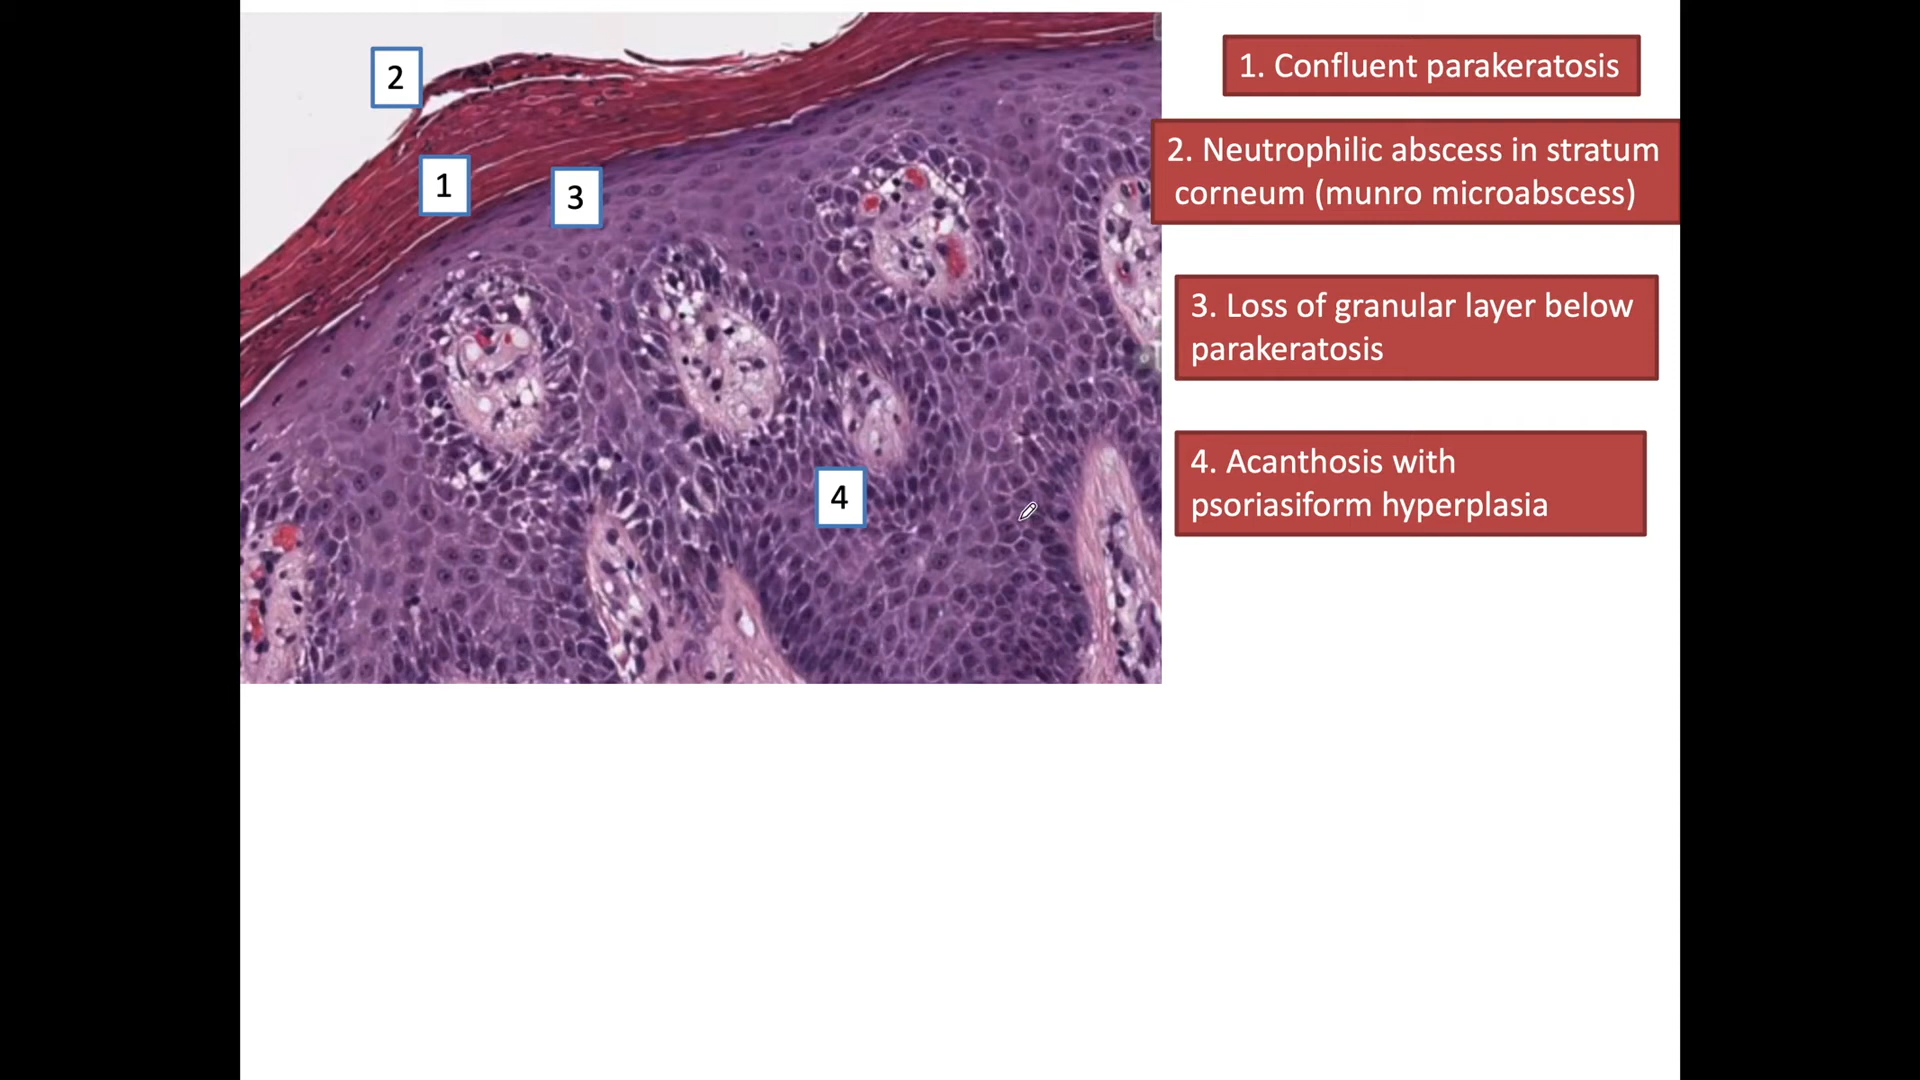 2
1
3
4
1. Confluent parakeratosis
2. Neutrophilic abscess in stratum
corneum (munro microabscess)
3. Loss of granular layer below
parakeratosis
4. Acanthosis with
psoriasiform hyperplasia